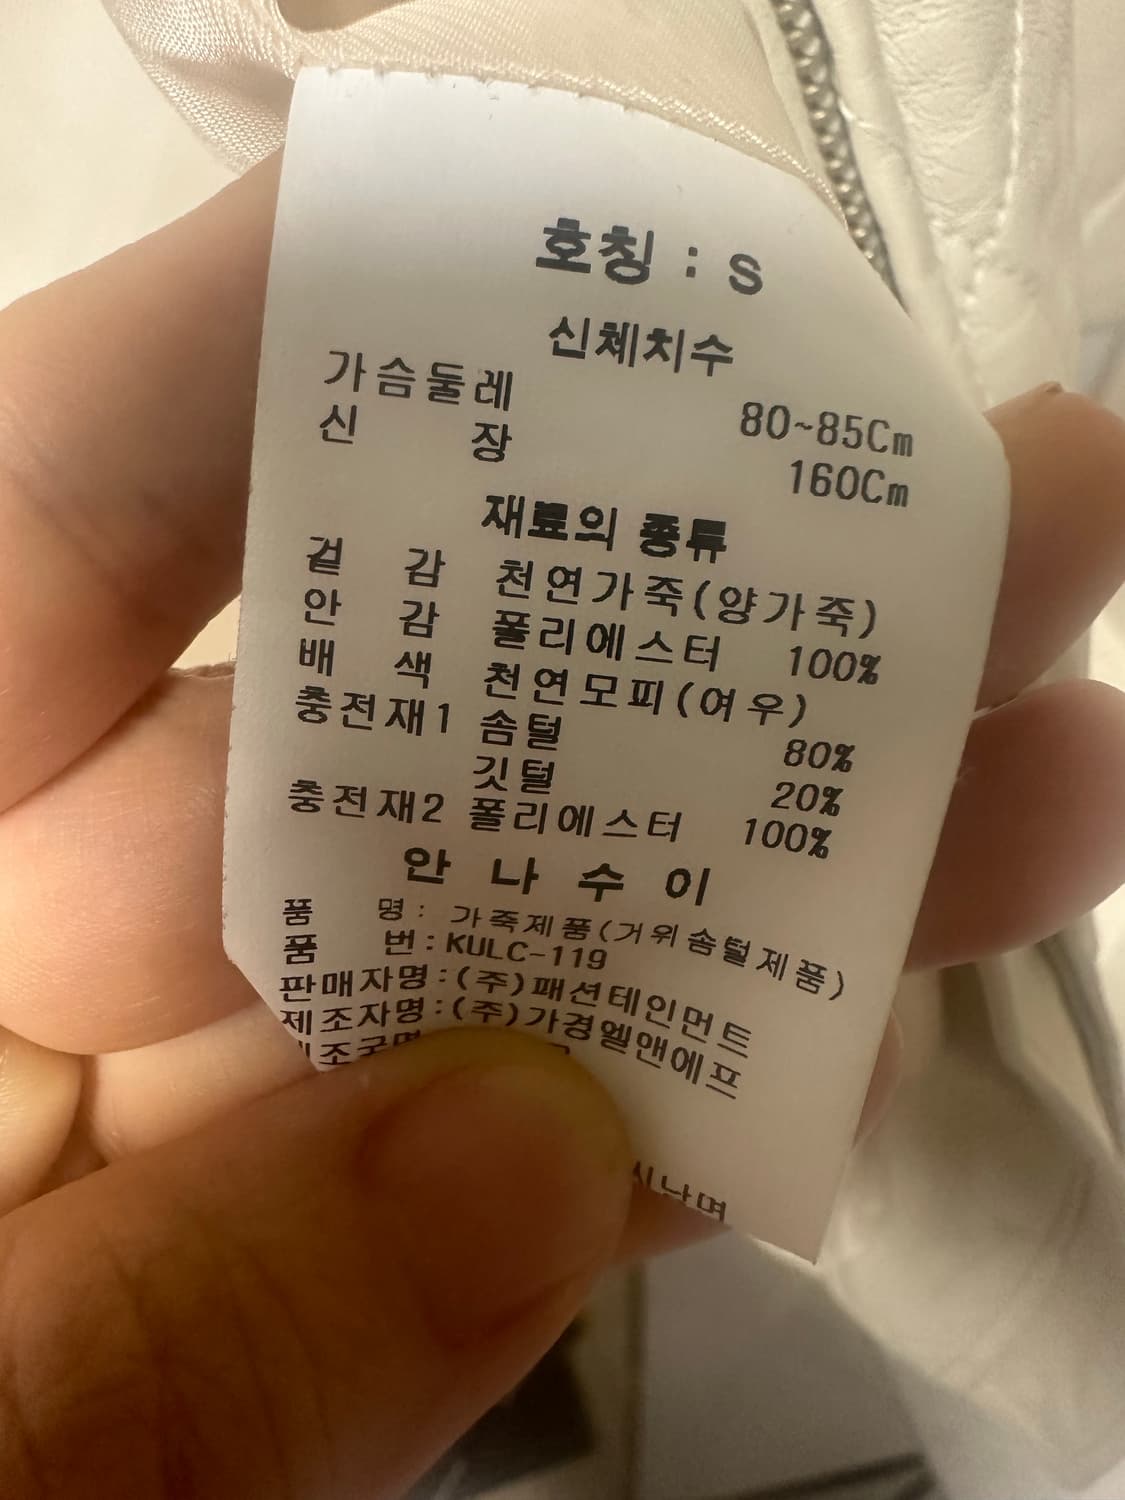 호칭 : S
신체치수
가슴둘레 80~85Cm
신 장 160Cm
재료의 종류
겉 감 천연가죽(양가죽)
안 감 폴리에스터 100%
배 색 천연모피(여우)
충전재1 솜털 80%
깃털 20%
충전재2 폴리에스터 100%
안 나 수 이
품 명: 가죽제품(거위솜털제품)
품 번:KULC-119
판매자명:(주)패션테인먼트
제조자명:(주)가경엘앤에프